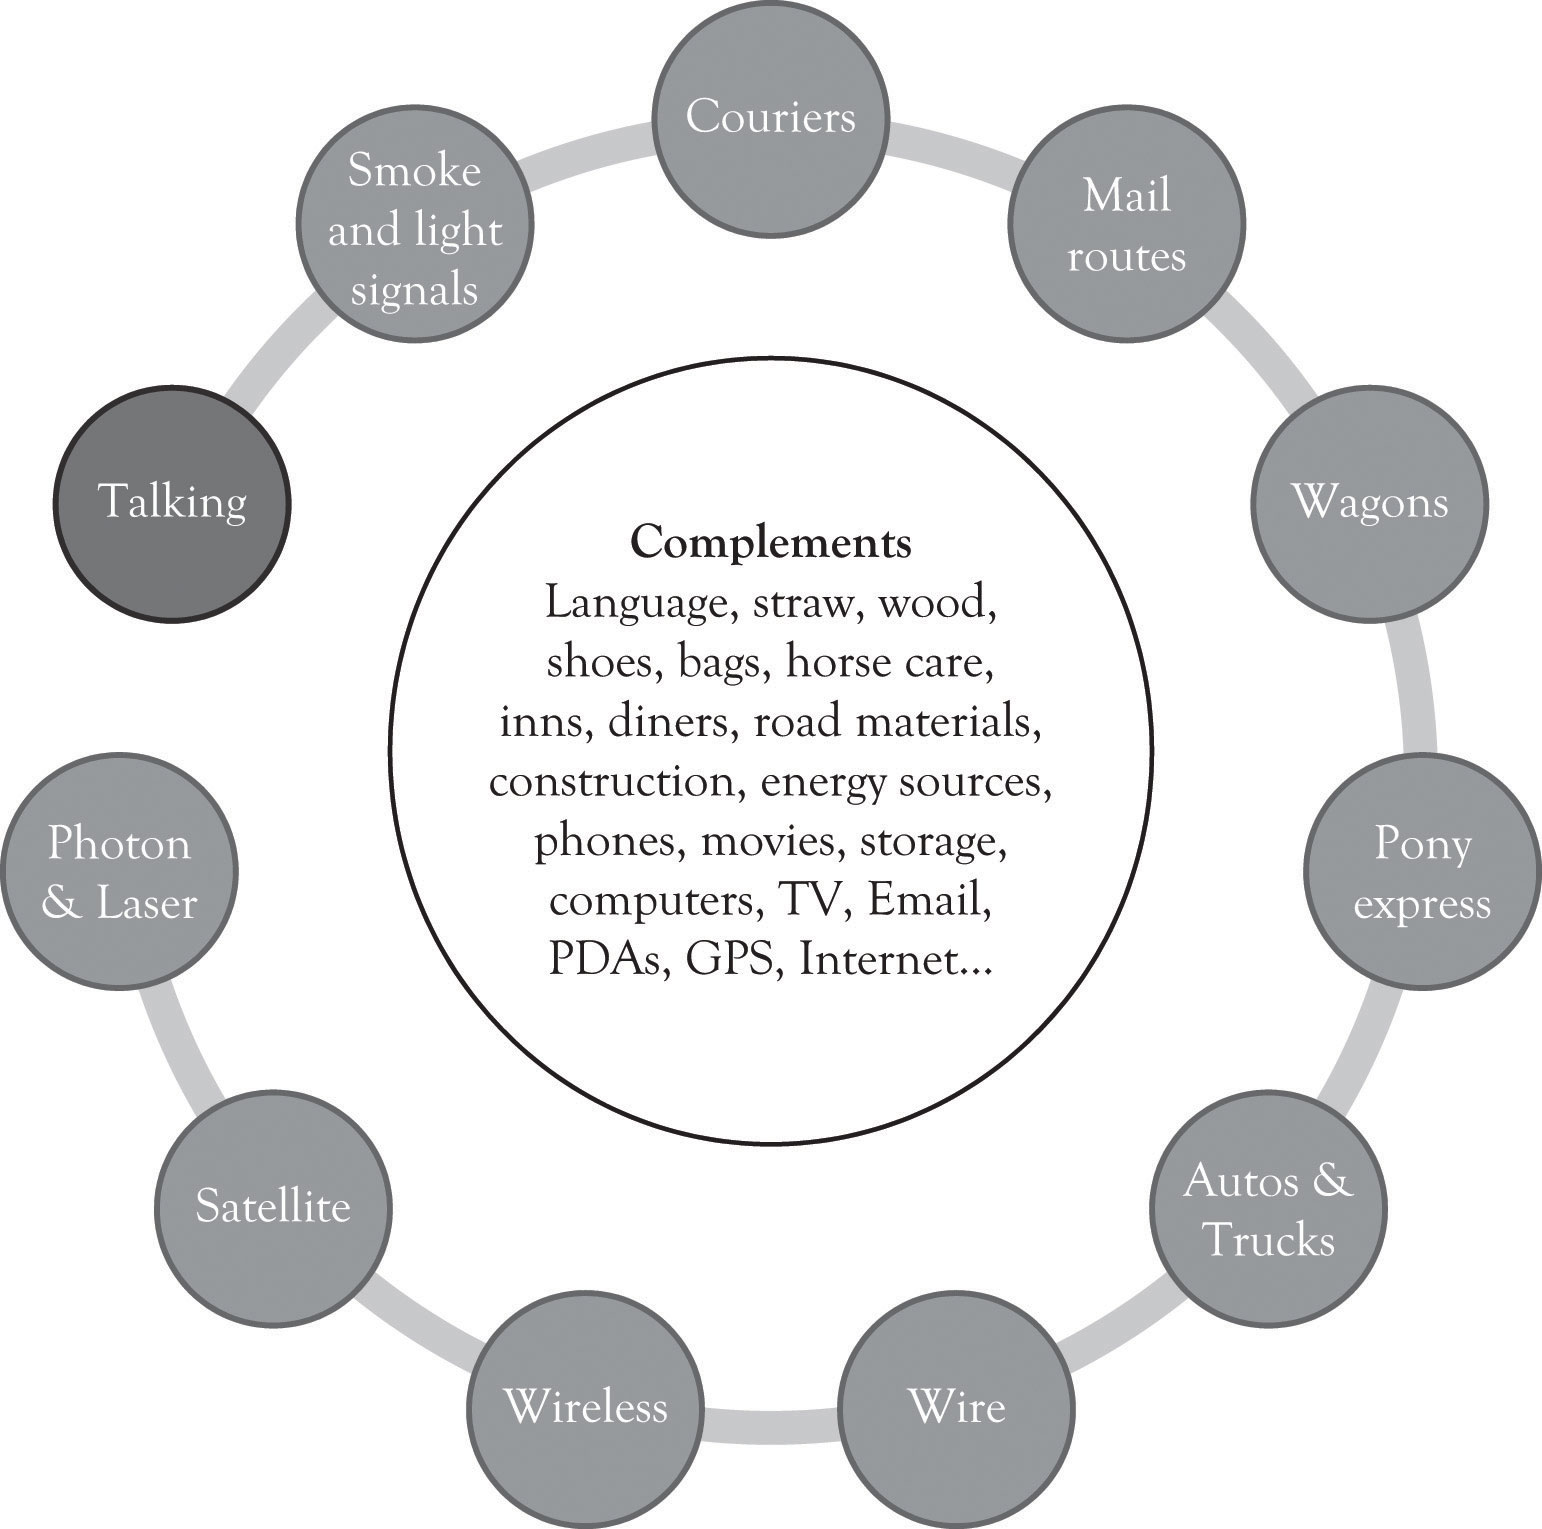 Talking
Smoke
and light
signals
Couriers
Mail
routes
Wagons
Pony
express
Autos &
Trucks
Wire
Wireless
Satellite
Photon
& Laser
Complements
Language, straw, wood,
shoes, bags, horse care,
inns, diners, road materials,
construction, energy sources,
phones, movies, storage,
computers, TV, Email,
PDAs, GPS, Internet...